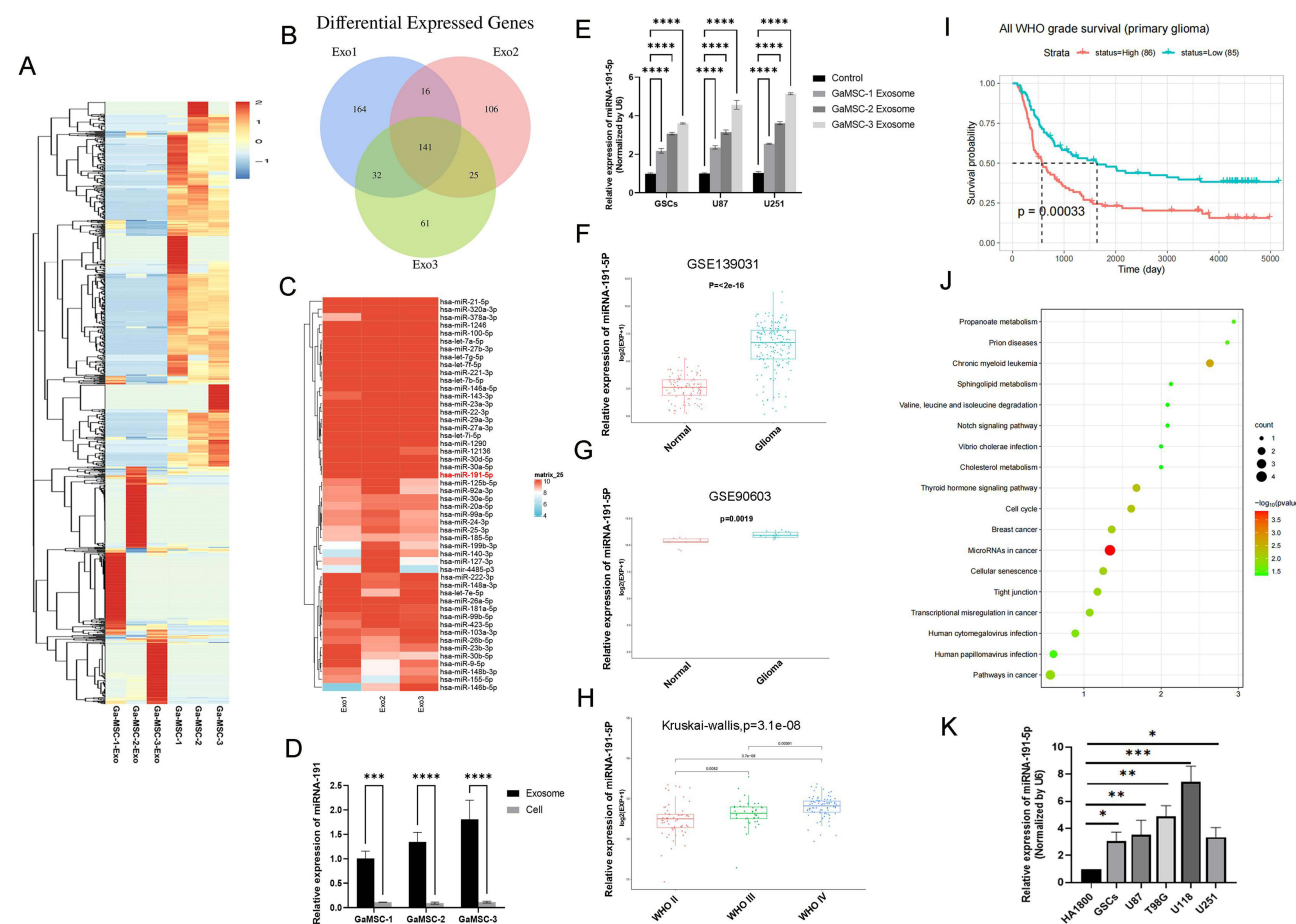 A
2
1
0
−1
Ga-MSC-1-Exo
Ga-MSC-2-Exo
Ga-MSC-3-Exo
Ga-MSC-1
Ga-MSC-2
Ga-MSC-3
B
Differential Expressed Genes
Exo1
Exo2
164
16
106
141
32
25
61
Exo3
C
hsa-miR-21-5p
hsa-miR-320a-3p
hsa-miR-378a-3p
hsa-miR-1246
hsa-miR-100-5p
hsa-let-7a-5p
hsa-miR-27b-3p
hsa-let-7g-5p
hsa-let-7f-5p
hsa-miR-221-3p
hsa-let-7b-5p
hsa-miR-146a-5p
hsa-miR-143-3p
hsa-miR-23a-3p
hsa-miR-22-3p
hsa-miR-29a-3p
hsa-miR-27a-3p
hsa-let-7i-5p
hsa-miR-1290
hsa-miR-12136
hsa-miR-30d-5p
hsa-miR-30a-5p
hsa-miR-191-5p
hsa-miR-125b-5p
hsa-miR-92a-3p
hsa-miR-30e-5p
hsa-miR-20a-5p
hsa-miR-99a-5p
hsa-miR-24-3p
hsa-miR-25-3p
hsa-miR-185-5p
hsa-miR-199b-3p
hsa-miR-140-3p
hsa-miR-127-3p
hsa-mir-4485-p3
hsa-miR-222-3p
hsa-miR-148a-3p
hsa-let-7e-5p
hsa-miR-26a-5p
hsa-miR-181a-5p
hsa-miR-99b-5p
hsa-miR-423-5p
hsa-miR-103a-3p
hsa-miR-26b-5p
hsa-miR-23b-3p
hsa-miR-30b-5p
hsa-miR-9-5p
hsa-miR-148b-3p
hsa-miR-155-5p
hsa-miR-146b-5p
Exo1
Exo2
Exo3
matrix_25
10
8
6
4
D
Relative expression of miRNA-191
2.5
2.0
1.5
1.0
0.5
0.0
***
****
****
Exosome
Cell
GaMSC-1
GaMSC-2
GaMSC-3
E
Relative expression of miRNA-191-5p
(Normalized by U6)
6
4
2
0
**** **** ****
**** **** ****
**** **** ****
Control
GaMSC-1 Exosome
GaMSC-2 Exosome
GaMSC-3 Exosome
GSCs
U87
U251
F
GSE139031
P=<2e-16
Relative expression of miRNA-191-5P
log2(EXP+1)
Normal
Glioma
G
GSE90603
p=0.0019
Relative expression of miRNA-191-5P
log2(EXP+1)
Normal
Glioma
H
Kruskai-wallis,p=3.1e-08
Relative expression of miRNA-191-5P
log2(EXP+1)
WHO II
WHO III
WHO IV
I
All WHO grade survival (primary glioma)
Strata
status=High (86)
status=Low (85)
Survival probability
1.00
0.75
0.50
0.25
0.00
p = 0.00033
0
1000
2000
3000
4000
5000
Time (day)
J
Propanoate metabolism
Prion diseases
Chronic myeloid leukemia
Sphingolipid metabolism
Valine, leucine and isoleucine degradation
Notch signaling pathway
Vibrio cholerae infection
Cholesterol metabolism
Thyroid hormone signaling pathway
Cell cycle
Breast cancer
MicroRNAs in cancer
Cellular senescence
Tight junction
Transcriptional misregulation in cancer
Human cytomegalovirus infection
Human papillomavirus infection
Pathways in cancer
1
2
3
count
1
2
3
4
−log10(pvalue
3.5
3.0
2.5
2.0
1.5
K
Relative expression of miRNA-191-5p
(Normalized by U6)
10
8
6
4
2
0
*
***
**
**
*
HA1800
GSCs
U87
T98G
U118
U251